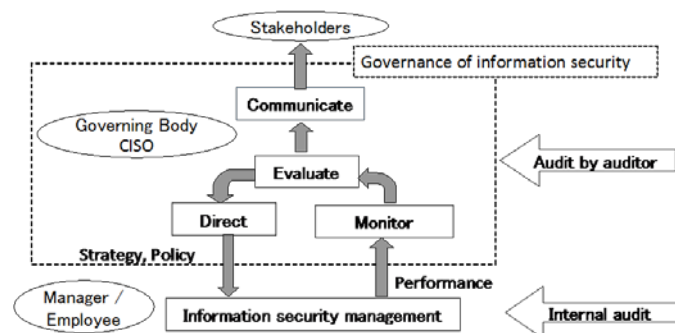 Stakeholders
Governance of information security
Communicate
Governing Body
CISO
Evaluate
Audit by auditor
Direct
Monitor
Strategy, Policy
Performance
Manager /
Employee
Information security management
Internal audit